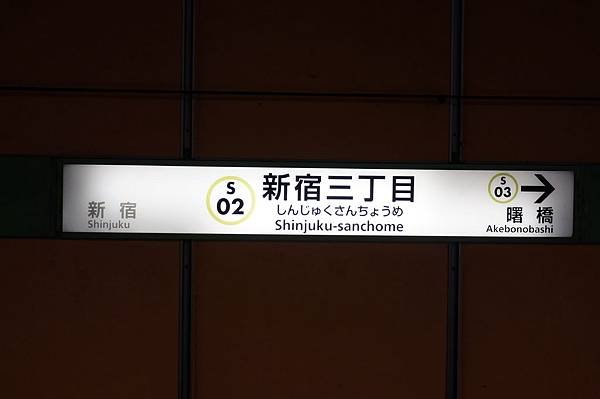 新宿
Shinjuku
S
02
新宿三丁目
しんじゅくさんちょうめ
Shinjuku-sanchome
S
03
曙橋
Akebonobashi